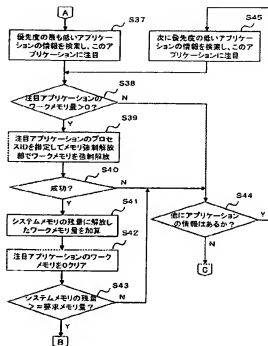 A
S37
優先度の最も低いアプリケーション
の情報を検索し、このア
プリケーションに注目
S45
次に優先度の低いアプリ
ケーションの情報を検索し、
このアプリケーションに注目
S38
注目アプリケーションの
ワークメモリ量>0?
N
Y
S39
注目アプリケーションのプロセ
スIDを指定してメモリ強制解放
部でワークメモリを強制解放
S40
成功?
N
Y
S41
システムメモリの残量に解放し
たワークメモリ量を加算
S42
注目アプリケーションのワーク
メモリを0クリア
S43
システムメモリの残量
>=要求メモリ量?
N
Y
B
S44
他にアプリケーション
の情報はあるか?
Y
N
C